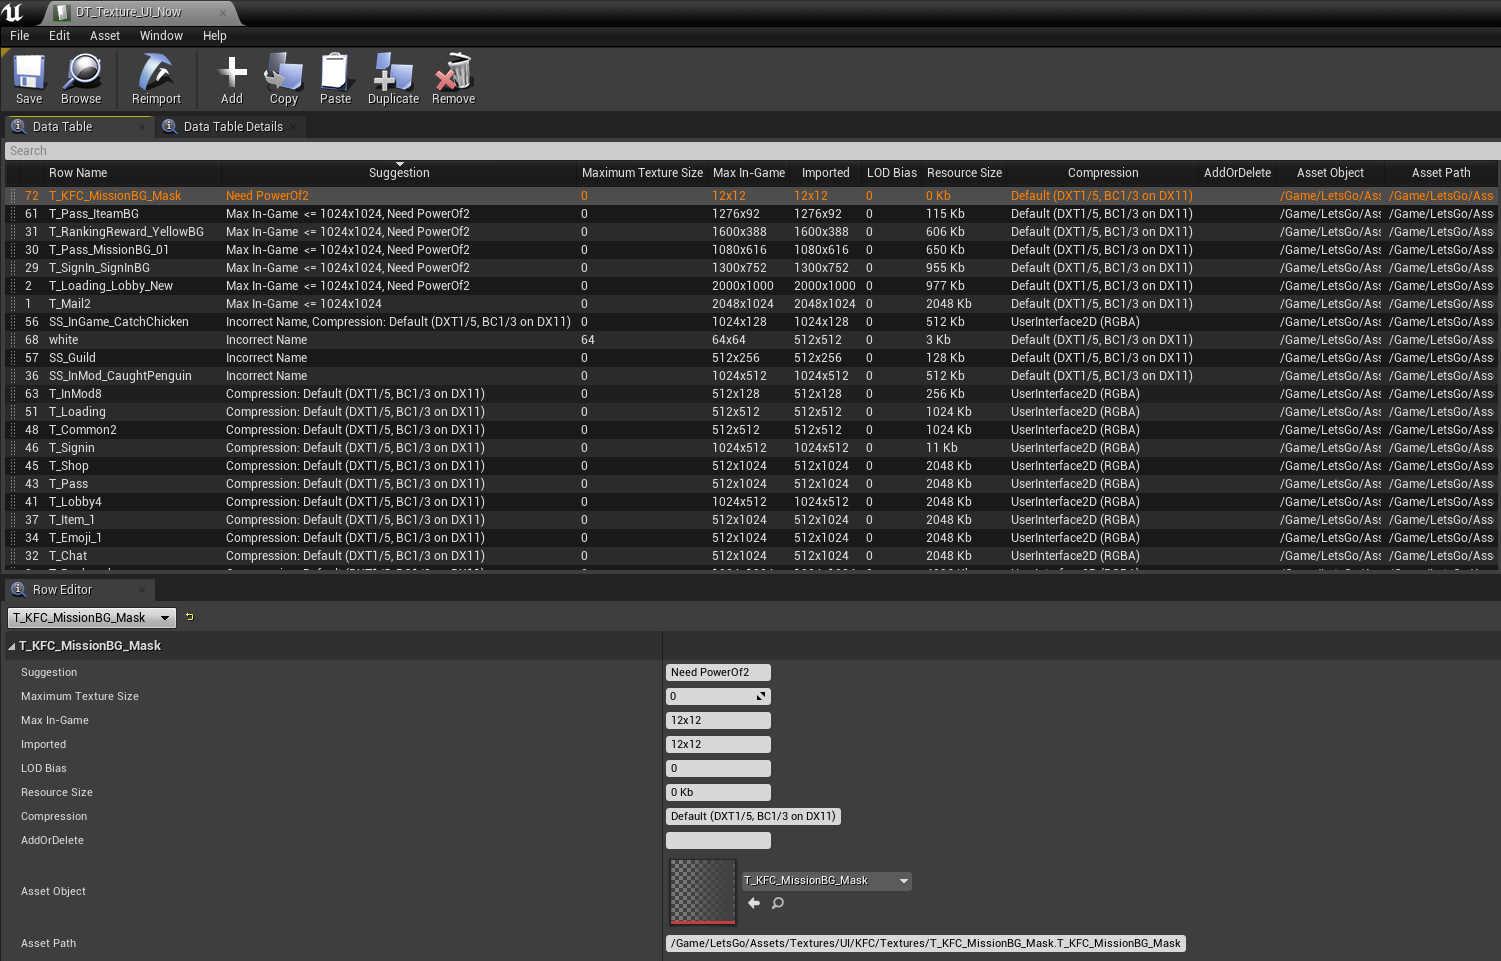 DT_Texture_UI_Now
File Edit Asset Window Help
Save Browse Reimport Add Copy Paste Duplicate Remove
Data Table Data Table Details
Search
Row Name Suggestion Maximum Texture Size Max In-Game Imported LOD Bias Resource Size Compression AddOrDelete Asset Object Asset Path
72 T_KFC_MissionBG_Mask Need PowerOf2 0 12x12 12x12 0 0 Kb Default (DXT1/5, BC1/3 on DX11) /Game/LetsGo/Ass /Game/LetsGo/Ass
61 T_Pass_IteamBG Max In-Game <= 1024x1024, Need PowerOf2 0 1276x92 1276x92 0 115 Kb Default (DXT1/5, BC1/3 on DX11) /Game/LetsGo/Ass /Game/LetsGo/Ass
31 T_RankingReward_YellowBG Max In-Game <= 1024x1024, Need PowerOf2 0 1600x388 1600x388 0 606 Kb Default (DXT1/5, BC1/3 on DX11) /Game/LetsGo/Ass /Game/LetsGo/Ass
30 T_Pass_MissionBG_01 Max In-Game <= 1024x1024, Need PowerOf2 0 1080x616 1080x616 0 650 Kb Default (DXT1/5, BC1/3 on DX11) /Game/LetsGo/Ass /Game/LetsGo/Ass
29 T_SignIn_SignInBG Max In-Game <= 1024x1024, Need PowerOf2 0 1300x752 1300x752 0 955 Kb Default (DXT1/5, BC1/3 on DX11) /Game/LetsGo/Ass /Game/LetsGo/Ass
2 T_Loading_Lobby_New Max In-Game <= 1024x1024, Need PowerOf2 0 2000x1000 2000x1000 0 977 Kb Default (DXT1/5, BC1/3 on DX11) /Game/LetsGo/Ass /Game/LetsGo/Ass
1 T_Mail2 Max In-Game <= 1024x1024 0 2048x1024 2048x1024 0 2048 Kb Default (DXT1/5, BC1/3 on DX11) /Game/LetsGo/Ass /Game/LetsGo/Ass
56 SS_InGame_CatchChicken Incorrect Name, Compression: Default (DXT1/5, BC1/3 on DX11) 0 1024x128 1024x128 0 512 Kb UserInterface2D (RGBA) /Game/LetsGo/Ass /Game/LetsGo/Ass
68 white Incorrect Name 64 64x64 512x512 0 3 Kb Default (DXT1/5, BC1/3 on DX11) /Game/LetsGo/Ass /Game/LetsGo/Ass
57 SS_Guild Incorrect Name 0 512x256 512x256 0 128 Kb Default (DXT1/5, BC1/3 on DX11) /Game/LetsGo/Ass /Game/LetsGo/Ass
36 SS_InMod_CaughtPenguin Incorrect Name 0 1024x512 1024x512 0 512 Kb Default (DXT1/5, BC1/3 on DX11) /Game/LetsGo/Ass /Game/LetsGo/Ass
63 T_InMod8 Compression: Default (DXT1/5, BC1/3 on DX11) 0 512x128 512x128 0 256 Kb UserInterface2D (RGBA) /Game/LetsGo/Ass /Game/LetsGo/Ass
51 T_Loading Compression: Default (DXT1/5, BC1/3 on DX11) 0 512x512 512x512 0 1024 Kb UserInterface2D (RGBA) /Game/LetsGo/Ass /Game/LetsGo/Ass
48 T_Common2 Compression: Default (DXT1/5, BC1/3 on DX11) 0 512x512 512x512 0 1024 Kb UserInterface2D (RGBA) /Game/LetsGo/Ass /Game/LetsGo/Ass
46 T_Signin Compression: Default (DXT1/5, BC1/3 on DX11) 0 1024x512 1024x512 0 11 Kb UserInterface2D (RGBA) /Game/LetsGo/Ass /Game/LetsGo/Ass
45 T_Shop Compression: Default (DXT1/5, BC1/3 on DX11) 0 512x1024 512x1024 0 2048 Kb UserInterface2D (RGBA) /Game/LetsGo/Ass /Game/LetsGo/Ass
43 T_Pass Compression: Default (DXT1/5, BC1/3 on DX11) 0 512x1024 512x1024 0 2048 Kb UserInterface2D (RGBA) /Game/LetsGo/Ass /Game/LetsGo/Ass
41 T_Lobby4 Compression: Default (DXT1/5, BC1/3 on DX11) 0 1024x512 1024x512 0 2048 Kb UserInterface2D (RGBA) /Game/LetsGo/Ass /Game/LetsGo/Ass
37 T_Item_1 Compression: Default (DXT1/5, BC1/3 on DX11) 0 512x1024 512x1024 0 2048 Kb UserInterface2D (RGBA) /Game/LetsGo/Ass /Game/LetsGo/Ass
34 T_Emoji_1 Compression: Default (DXT1/5, BC1/3 on DX11) 0 512x1024 512x1024 0 2048 Kb UserInterface2D (RGBA) /Game/LetsGo/Ass /Game/LetsGo/Ass
32 T_Chat Compression: Default (DXT1/5, BC1/3 on DX11) 0 512x1024 512x1024 0 2048 Kb UserInterface2D (RGBA) /Game/LetsGo/Ass /Game/LetsGo/Ass
Row Editor
T_KFC_MissionBG_Mask
T_KFC_MissionBG_Mask
Suggestion Need PowerOf2
Maximum Texture Size 0
Max In-Game 12x12
Imported 12x12
LOD Bias 0
Resource Size 0 Kb
Compression Default (DXT1/5, BC1/3 on DX11)
AddOrDelete
Asset Object T_KFC_MissionBG_Mask
Asset Path /Game/LetsGo/Assets/Textures/UI/KFC/Textures/T_KFC_MissionBG_Mask.T_KFC_MissionBG_Mask